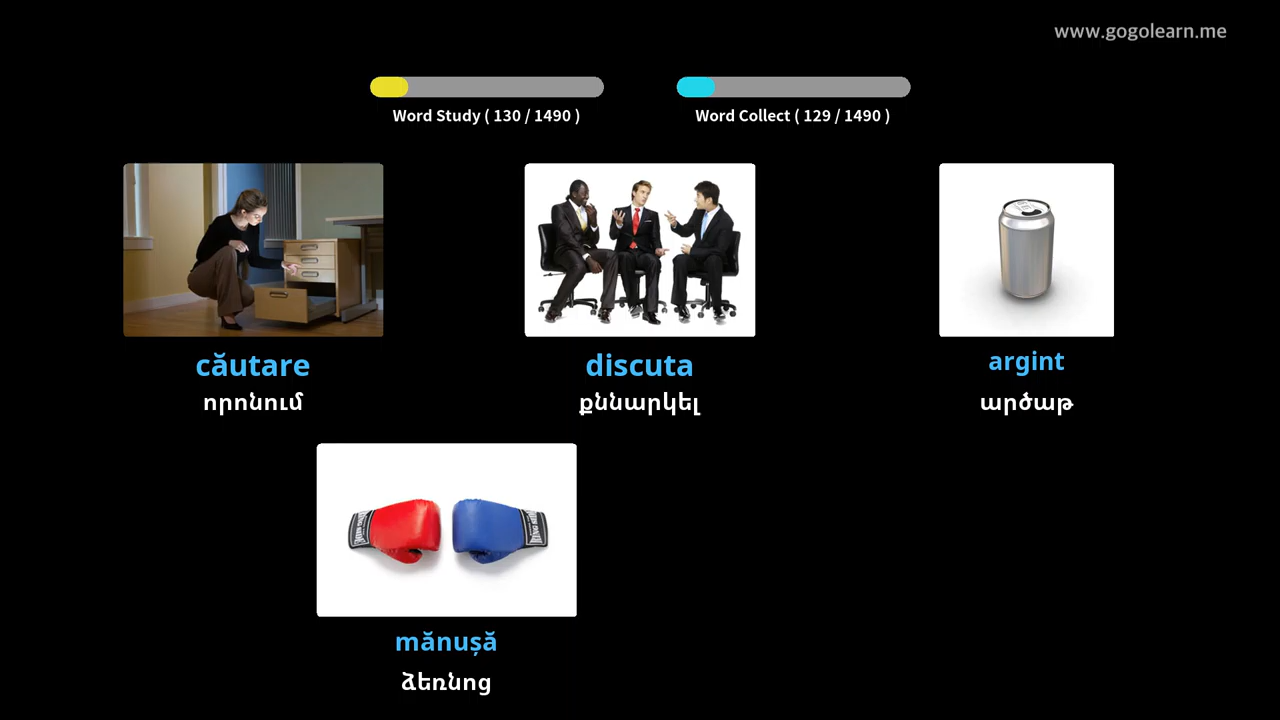 www.gogolearn.me
Word Study ( 130 / 1490 )
Word Collect ( 129 / 1490 )
căutare
որոնում
discuta
քննարկել
argint
արծաթ
mănușă
ձեռնոց